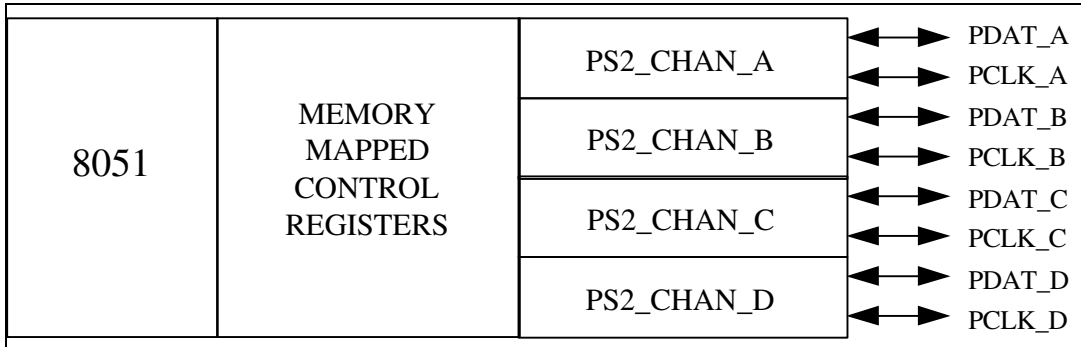 8051
MEMORY
MAPPED
CONTROL
REGISTERS
PS2_CHAN_A
PS2_CHAN_B
PS2_CHAN_C
PS2_CHAN_D
PDAT_A
PCLK_A
PDAT_B
PCLK_B
PDAT_C
PCLK_C
PDAT_D
PCLK_D